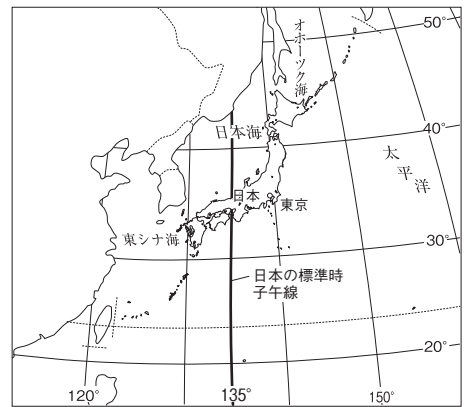 50°
オホーツク海
日本海
40°
太平洋
日本
東京
東シナ海
30°
日本の標準時
子午線
20°
120°
135°
150°